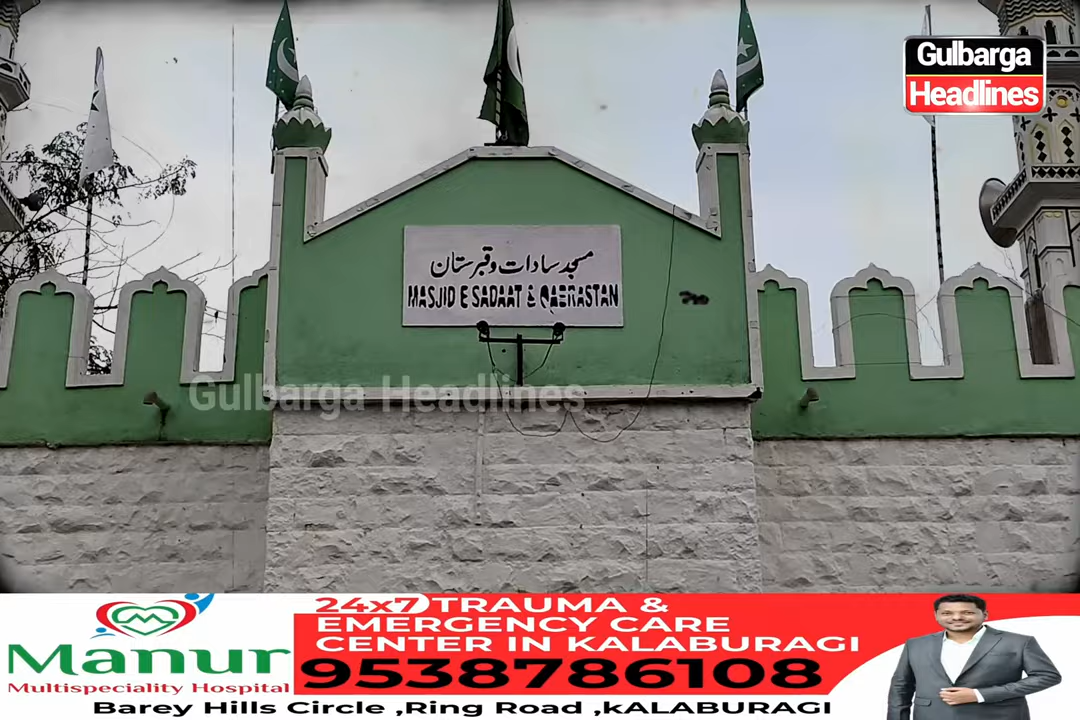 Gulbarga
Headlines
مسجد سادات و قبرستان
MASJID E SADAAT & QABRASTAN
Gulbarga Headlines
Manur
Multispeciality Hospital
24x7 TRAUMA &
EMERGENCY CARE
CENTER IN KALABURAGI
9538786108
Barey Hills Circle ,Ring Road ,kALABURAGI